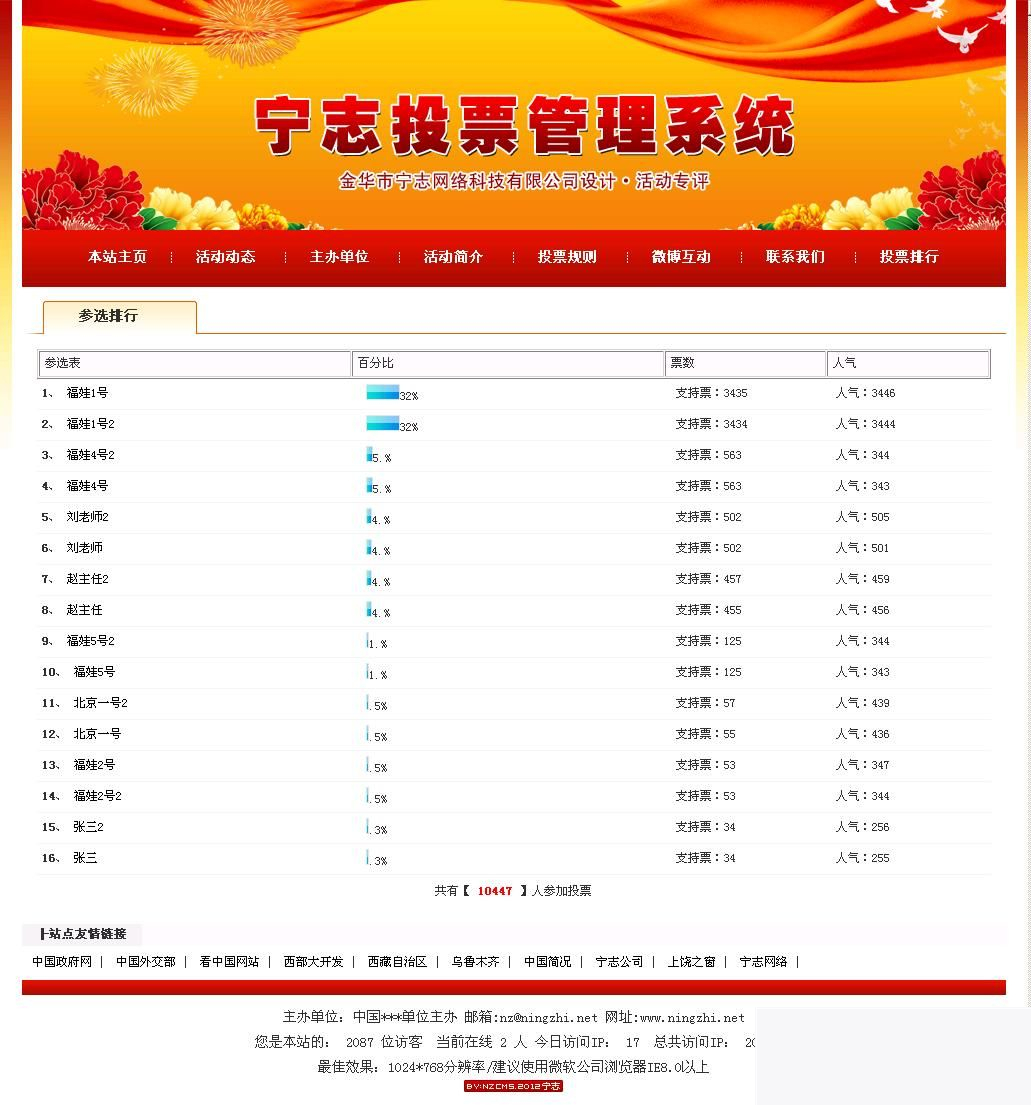 宁志投票管理系统
金华市宁志网络科技有限公司设计·活动专评
本站主页 活动动态 主办单位 活动简介 投票规则 微博互动 联系我们 投票排行
参选排行
参选表 百分比 票数 人气
1、 福娃1号 32% 支持票：3435 人气：3446
2、 福娃1号2 32% 支持票：3434 人气：3444
3、 福娃4号2 5.% 支持票：563 人气：344
4、 福娃4号 5.% 支持票：563 人气：343
5、 刘老师2 4.% 支持票：502 人气：505
6、 刘老师 4.% 支持票：502 人气：501
7、 赵主任2 4.% 支持票：457 人气：459
8、 赵主任 4.% 支持票：455 人气：456
9、 福娃5号2 1.% 支持票：125 人气：344
10、 福娃5号 1.% 支持票：125 人气：343
11、 北京一号2 .5% 支持票：57 人气：439
12、 北京一号 .5% 支持票：55 人气：436
13、 福娃2号 .5% 支持票：53 人气：347
14、 福娃2号2 .5% 支持票：53 人气：344
15、 张三2 .3% 支持票：34 人气：256
16、 张三 .3% 支持票：34 人气：255
共有【 10447 】人参加投票
┣站点友情链接
中国政府网 | 中国外交部 | 看中国网站 | 西部大开发 | 西藏自治区 | 乌鲁木齐 | 中国简况 | 宁志公司 | 上饶之窗 | 宁志网络 |
主办单位：中国***单位主办 邮箱:nz@ningzhi.net 网址:www.ningzhi.net
您是本站的： 2087 位访客 当前在线 2 人 今日访问IP： 17 总共访问IP： 20
最佳效果：1024*768分辨率/建议使用微软公司浏览器IE8.0以上
BY:NZCMS.2012宁志